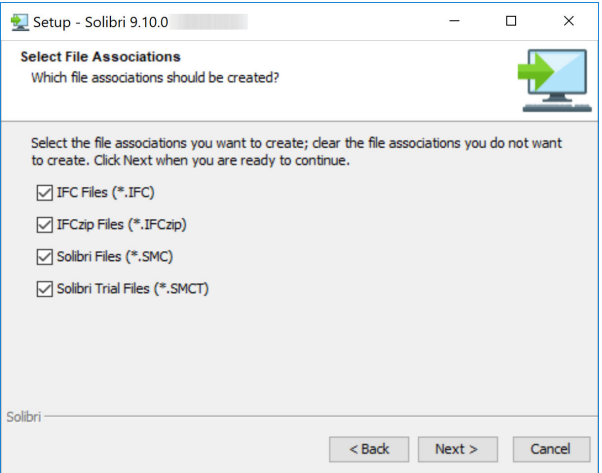 Setup - Solibri 9.10.0
Select File Associations
Which file associations should be created?
Select the file associations you want to create; clear the file associations you do not want
to create. Click Next when you are ready to continue.
IFC Files (*.IFC)
IFCzip Files (*.IFCzip)
Solibri Files (*.SMC)
Solibri Trial Files (*.SMCT)
Solibri
< Back Next > Cancel